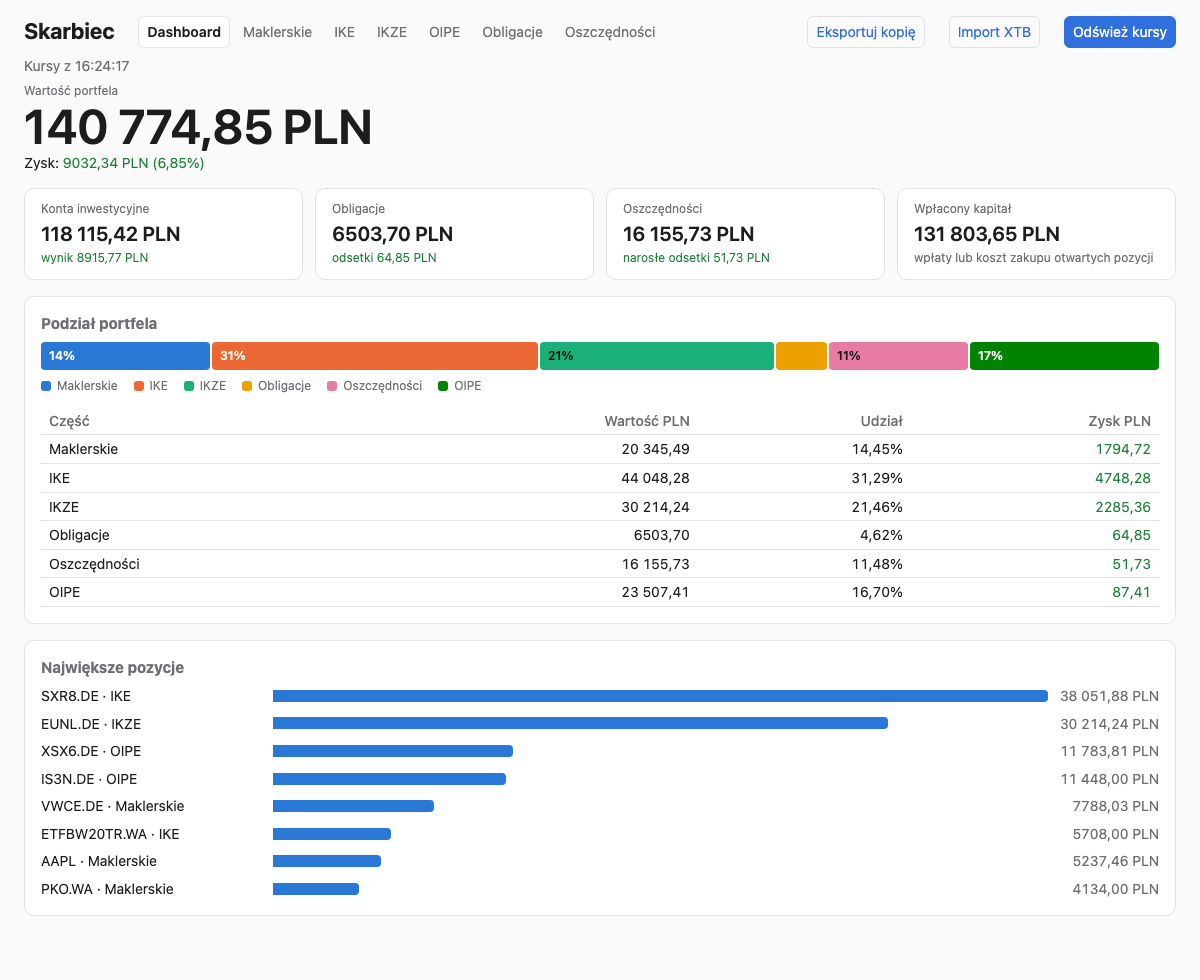 Skarbiec Dashboard Maklerskie IKE IKZE OIPE Obligacje Oszczędności Eksportuj kopię Import XTB Odśwież kursy
Kursy z 16:24:17
Wartość portfela
140 774,85 PLN
Zysk: 9032,34 PLN (6,85%)
Konta inwestycyjne
118 115,42 PLN
wynik 8915,77 PLN
Obligacje
6503,70 PLN
odsetki 64,85 PLN
Oszczędności
16 155,73 PLN
narosłe odsetki 51,73 PLN
Wpłacony kapitał
131 803,65 PLN
wpłaty lub koszt zakupu otwartych pozycji
Podział portfela
14% 31% 21% 11% 17%
Maklerskie IKE IKZE Obligacje Oszczędności OIPE
Część Wartość PLN Udział Zysk PLN
Maklerskie 20 345,49 14,45% 1794,72
IKE 44 048,28 31,29% 4748,28
IKZE 30 214,24 21,46% 2285,36
Obligacje 6503,70 4,62% 64,85
Oszczędności 16 155,73 11,48% 51,73
OIPE 23 507,41 16,70% 87,41
Największe pozycje
SXR8.DE · IKE 38 051,88 PLN
EUNL.DE · IKZE 30 214,24 PLN
XSX6.DE · OIPE 11 783,81 PLN
IS3N.DE · OIPE 11 448,00 PLN
VWCE.DE · Maklerskie 7788,03 PLN
ETFBW20TR.WA · IKE 5708,00 PLN
AAPL · Maklerskie 5237,46 PLN
PKO.WA · Maklerskie 4134,00 PLN